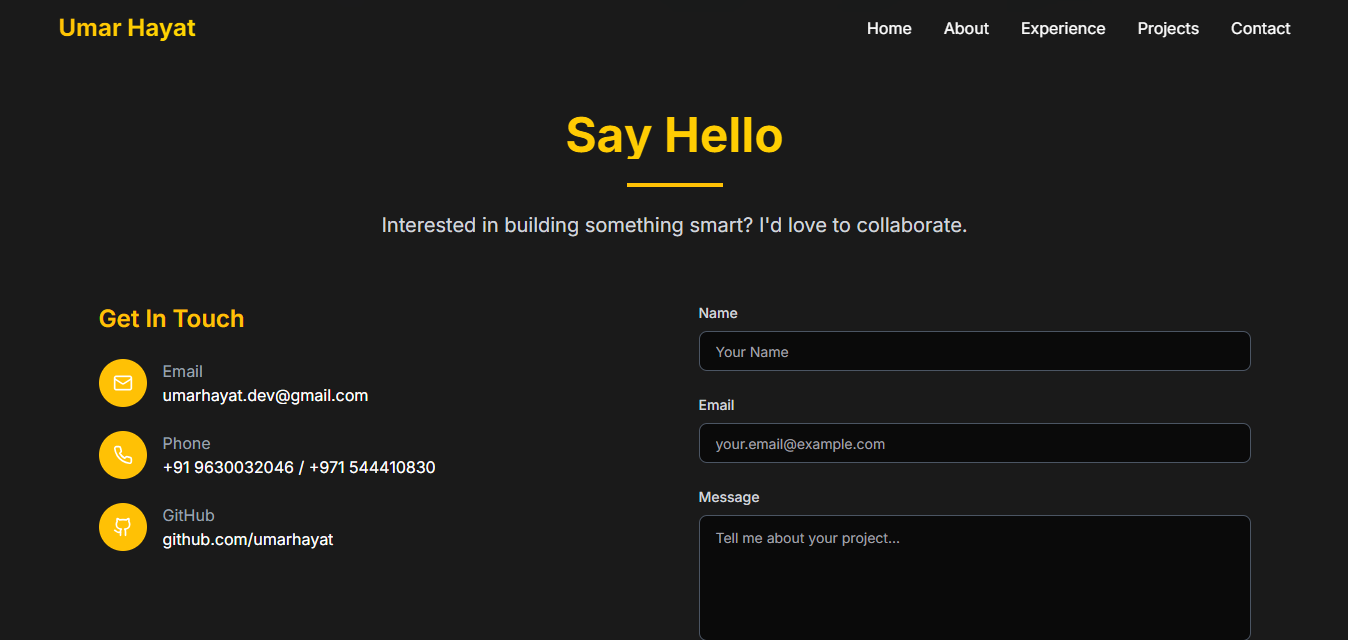 Umar Hayat
Home About Experience Projects Contact
Say Hello
Interested in building something smart? I'd love to collaborate.
Get In Touch
Email
umarhayat.dev@gmail.com
Phone
+91 9630032046 / +971 544410830
GitHub
github.com/umarhayat
Name
Your Name
Email
your.email@example.com
Message
Tell me about your project...